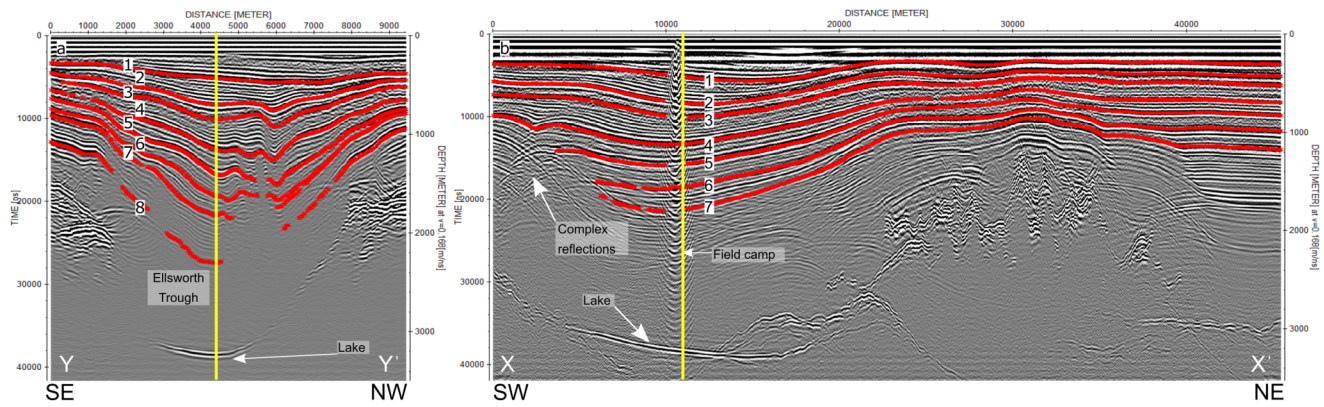 DISTANCE [METER]
0 1000 2000 3000 4000 5000 6000 7000 8000 9000
DISTANCE [METER]
0 10000 20000 30000 40000
0
10000
20000
30000
40000
TIME [ns]
a
1
2
3
4
5
6
7
8
Ellsworth
Trough
Lake
Y
Y'
SE
NW
0
1000
2000
3000
DEPTH [METER] at v=0.168[m/ns]
0
10000
20000
30000
40000
TIME [ns]
b
1
2
3
4
5
6
7
Complex
reflections
Field camp
Lake
X
X'
SW
NE
0
1000
2000
3000
DEPTH [METER] at v=0.168[m/ns]